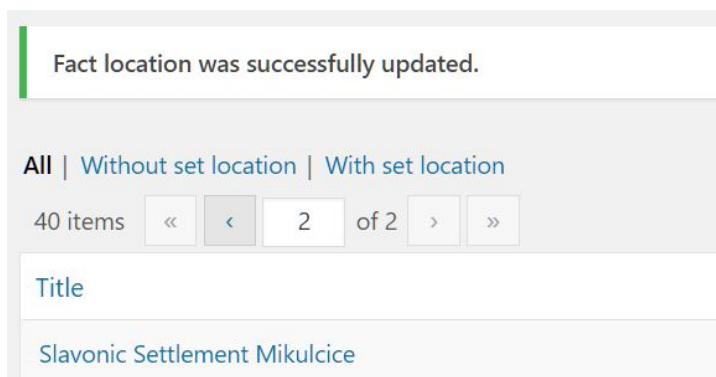 Fact location was successfully updated.
All | Without set location | With set location
40 items « ‹ 2 of 2 › »
Title
Slavonic Settlement Mikulcice